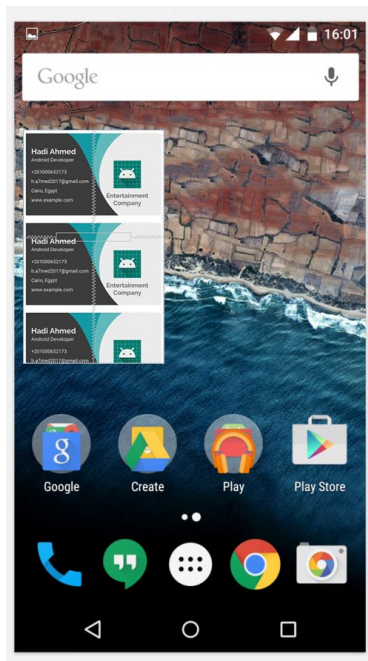 16:01
Google
Hadi Ahmed
Android Developer
+201000652173
h.a7med2017@gmail.com
Cairo, Egypt
www.example.com
Entertainment
Company
Hadi Ahmed
Android Developer
+201000652173
h.a7med2017@gmail.com
Cairo, Egypt
www.example.com
Entertainment
Company
Hadi Ahmed
Android Developer
+201000652173
h.a7med2017@gmail.com
Google
Create
Play
Play Store